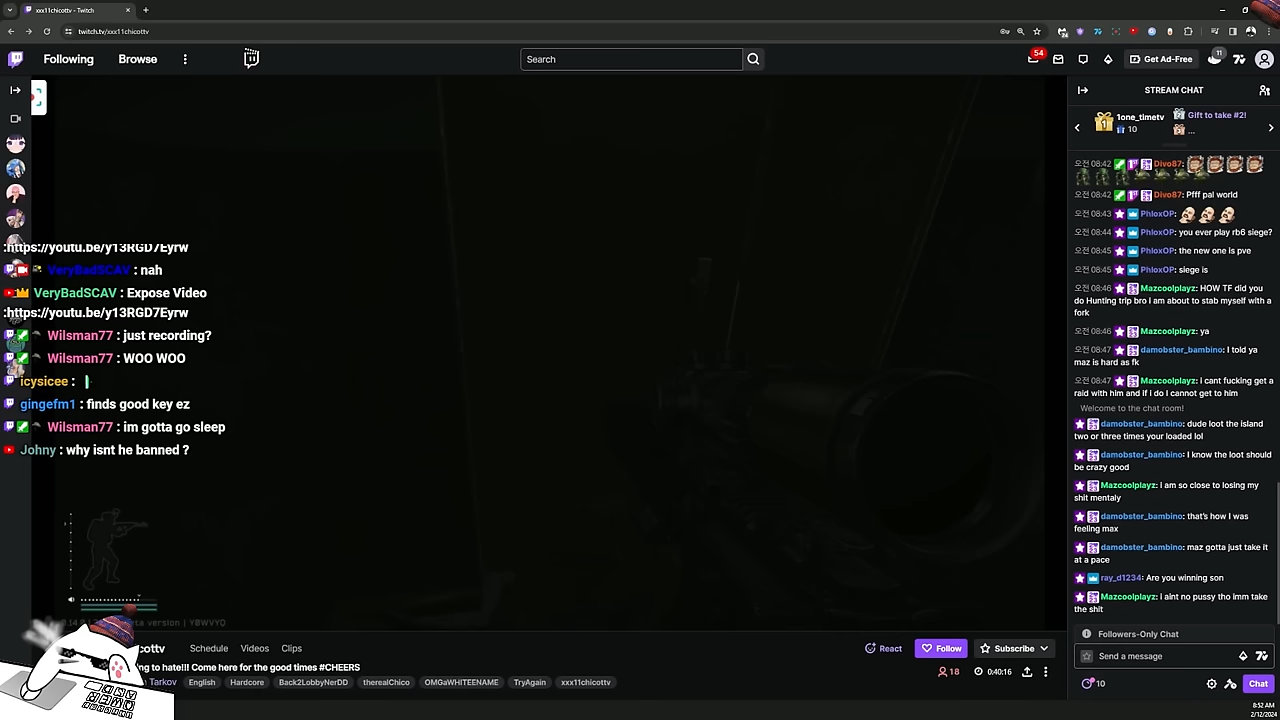 xxx11chicottv - Twitch
twitch.tv/xxx11chicottv
Following
Browse
Search
54
Get Ad-Free
11
STREAM CHAT
1one_timetv
10
Gift to take #2!
...
오전 08:42 Divo87:
오전 08:42 Divo87: Pfff pal world
오전 08:43 PhloxOP:
오전 08:44 PhloxOP: you ever play rb6 siege?
오전 08:45 PhloxOP: the new one is pve
오전 08:45 PhloxOP: siege is
오전 08:46 Mazcoolplayz: HOW TF did you
do Hunting trip bro i am about to stab myself with a
fork
오전 08:46 Mazcoolplayz: ya
오전 08:47 damobster_bambino: I told ya
maz is hard as fk
오전 08:47 Mazcoolplayz: i cant fucking get a
raid with him and if I do I cannot get to him
Welcome to the chat room!
damobster_bambino: dude loot the island
two or three times your loaded lol
damobster_bambino: I know the loot should
be crazy good
Mazcoolplayz: I am so close to losing my
shit mentaly
damobster_bambino: that's how I was
feeling max
damobster_bambino: maz gotta just take it
at a pace
ray_d1234: Are you winning son
Mazcoolplayz: I aint no pussy tho imm take
the shit
Followers-Only Chat
Send a message
10
Chat
:https://youtu.be/y13RGD7Eyrw
VeryBadSCAV : nah
VeryBadSCAV : Expose Video
:https://youtu.be/y13RGD7Eyrw
Wilsman77 : just recording?
Wilsman77 : WOO WOO
icysicee :
gingefm1 : finds good key ez
Wilsman77 : im gotta go sleep
Johny : why isnt he banned ?
beta version | Y0WVYQ
cottv
Schedule
Videos
Clips
React
Follow
Subscribe
ng to hate!!! Come here for the good times #CHEERS
Tarkov
English
Hardcore
Back2LobbyNerDD
therealChico
OMGaWHITEENAME
TryAgain
xxx11chicottv
18
0:40:16
8:52 AM
2/12/2024